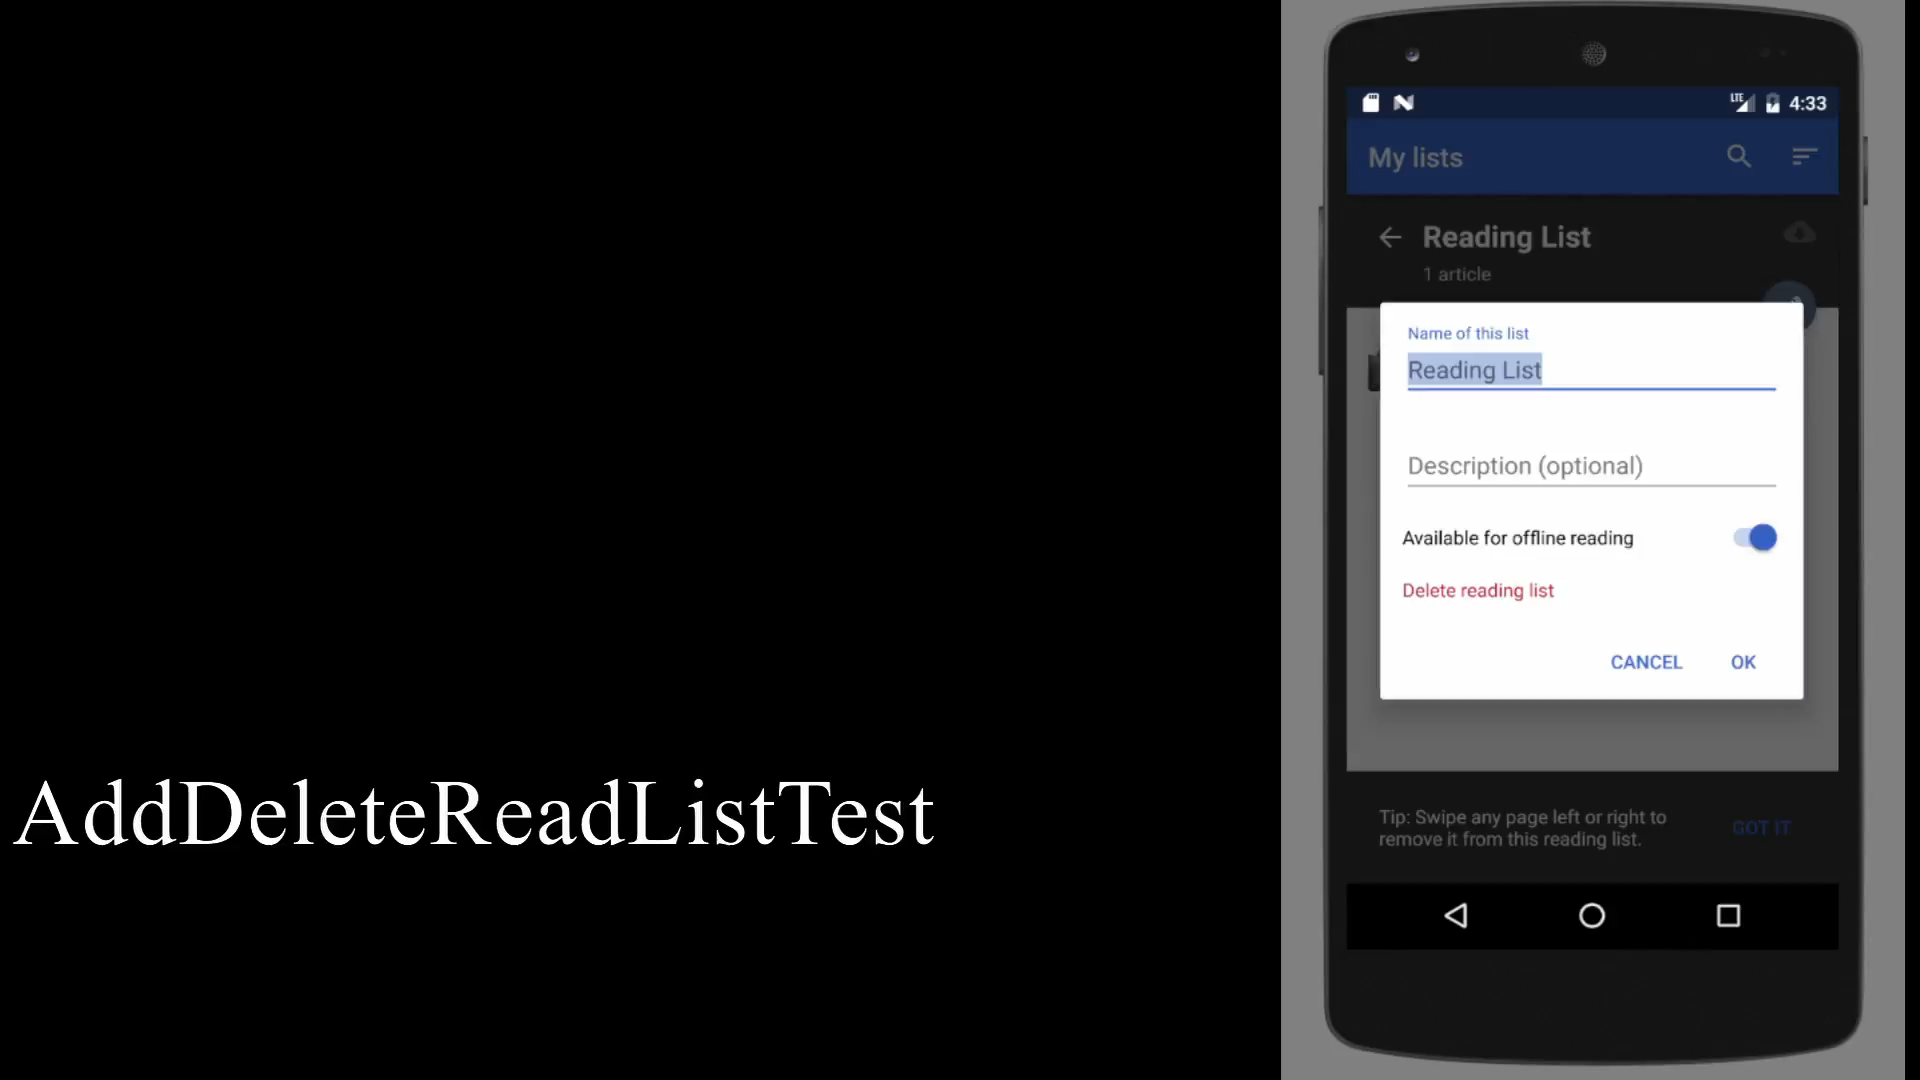 AddDeleteReadListTest
LTE 4:33
My lists
Reading List
1 article
Name of this list
Reading List
Description (optional)
Available for offline reading
Delete reading list
CANCEL OK
Tip: Swipe any page left or right to
remove it from this reading list.
GOT IT